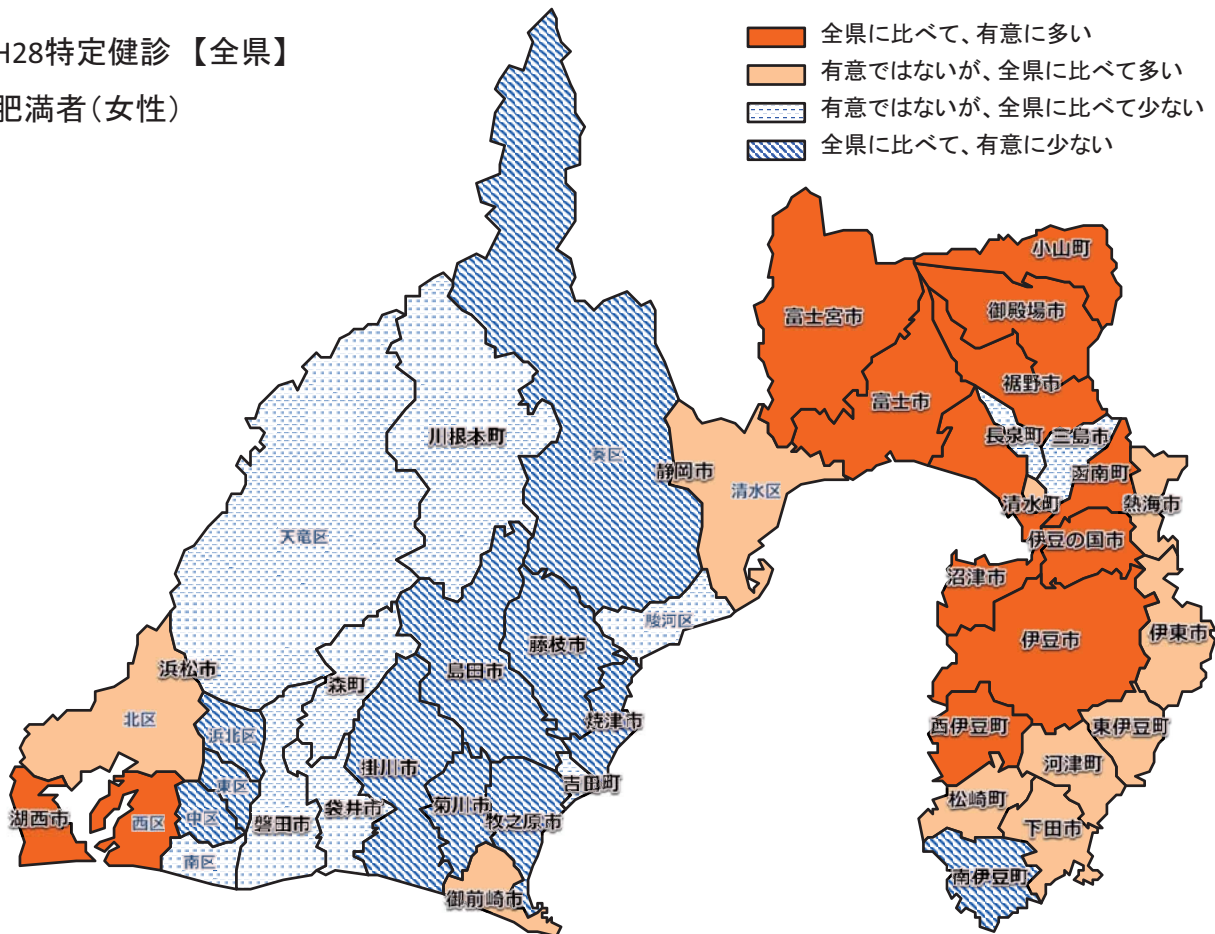 H28特定健診 【全県】
肥満者(女性)
全県に比べて、有意に多い
有意ではないが、全県に比べて多い
有意ではないが、全県に比べて少ない
全県に比べて、有意に少ない
小山町
富士宮市
御殿場市
裾野市
富士市
長泉町
三島市
川根本町
葵区
静岡市
清水区
函南町
清水町
熱海市
天竜区
伊豆の国市
沼津市
駿河区
伊豆市
伊東市
藤枝市
浜松市
島田市
森町
北区
浜北区
焼津市
西伊豆町
東伊豆町
掛川市
河津町
東区
吉田町
菊川市
松崎町
湖西市
西区
中区
磐田市
袋井市
牧之原市
下田市
南区
南伊豆町
御前崎市